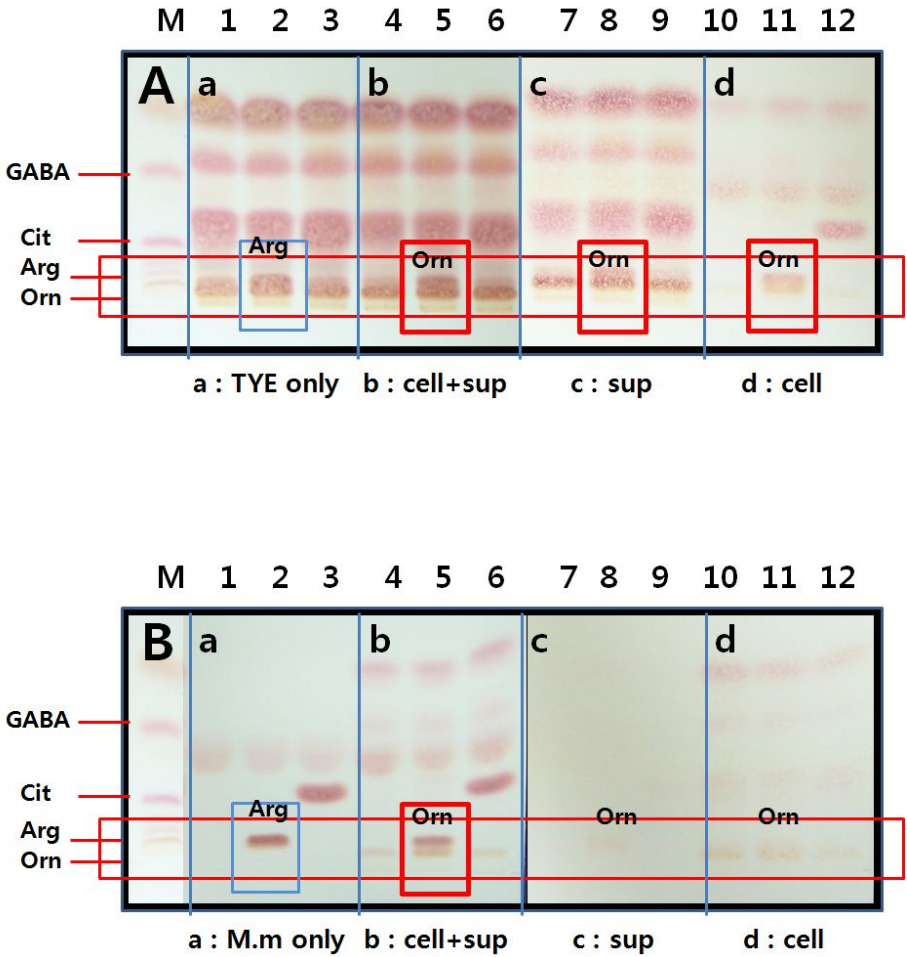 M 1 2 3 4 5 6 7 8 9 10 11 12
A a b c d
GABA
Cit
Arg Orn Orn Orn
Arg
Orn
a : TYE only b : cell+sup c : sup d : cell
M 1 2 3 4 5 6 7 8 9 10 11 12
B a b c d
GABA
Cit
Arg Orn Orn Orn
Arg
Orn
a : M.m only b : cell+sup c : sup d : cell